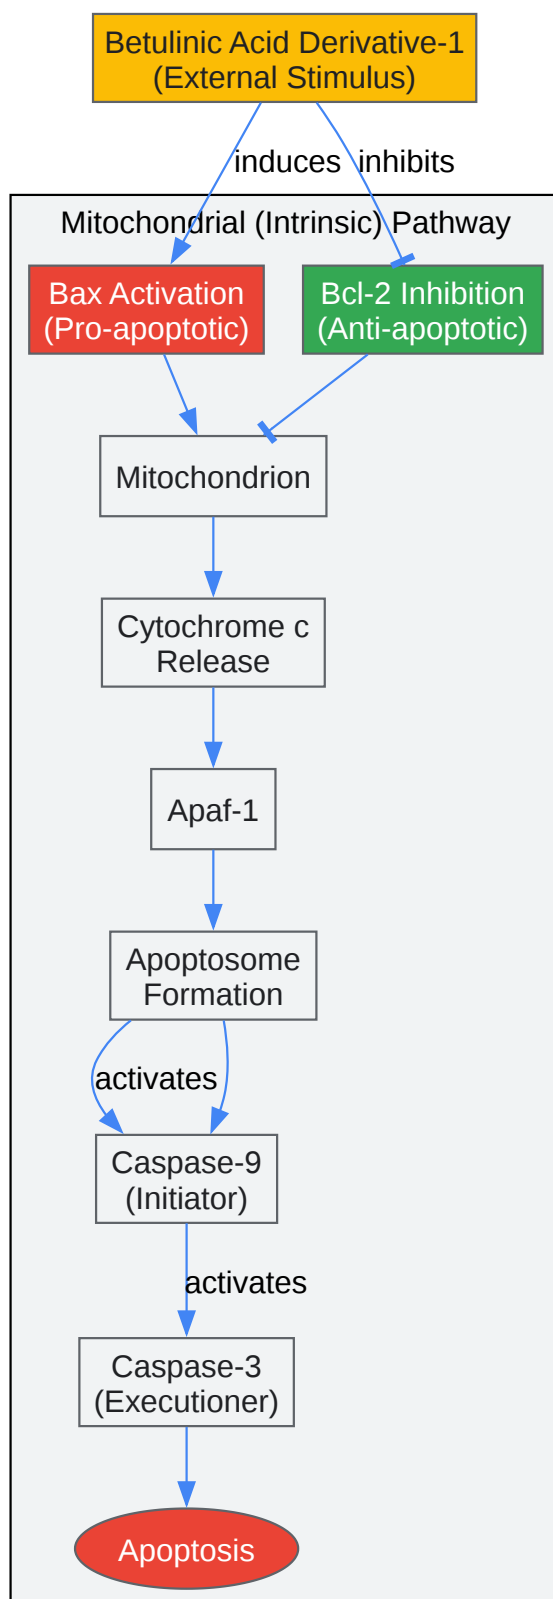 Betulinic Acid Derivative-1
(External Stimulus)
induces
inhibits
Mitochondrial (Intrinsic) Pathway
Bax Activation
(Pro-apoptotic)
Bcl-2 Inhibition
(Anti-apoptotic)
Mitochondrion
Cytochrome c
Release
Apaf-1
Apoptosome
Formation
activates
Caspase-9
(Initiator)
activates
Caspase-3
(Executioner)
Apoptosis